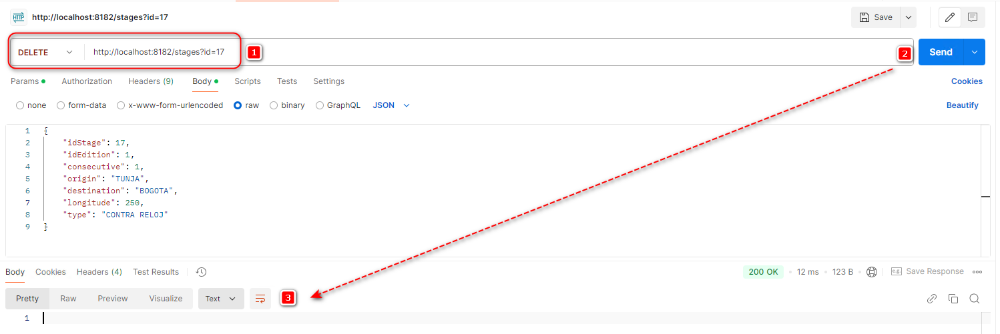 HTTP http://localhost:8182/stages?id=17 Save
DELETE http://localhost:8182/stages?id=17 1 2 Send
Params Authorization Headers (9) Body Scripts Tests Settings Cookies
none form-data x-www-form-urlencoded raw binary GraphQL JSON Beautify
1 {
2 "idStage": 17,
3 "idEdition": 1,
4 "consecutive": 1,
5 "origin": "TUNJA",
6 "destination": "BOGOTA",
7 "longitude": 250,
8 "type": "CONTRA RELOJ"
9 }
Body Cookies Headers (4) Test Results 200 OK • 12 ms • 123 B e.g. Save Response
Pretty Raw Preview Visualize Text 3
1